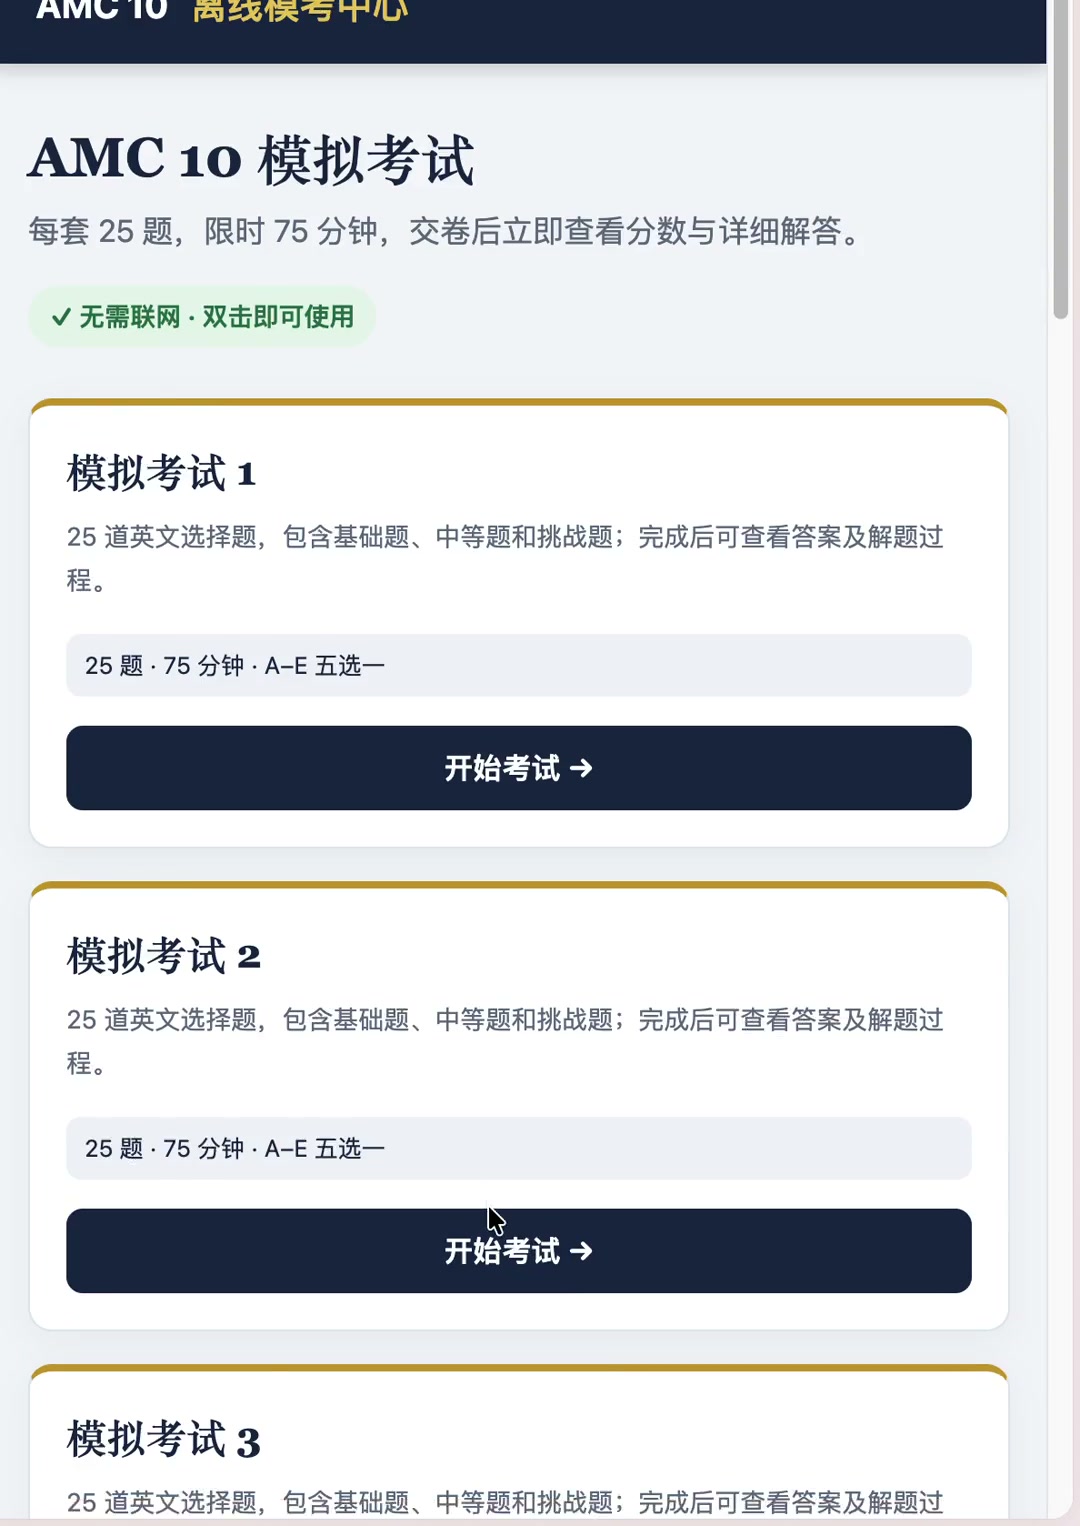 AMC 10 离线模考中心
AMC 10 模拟考试
每套 25 题，限时 75 分钟，交卷后立即查看分数与详细解答。
✓ 无需联网 · 双击即可使用
模拟考试 1
25 道英文选择题，包含基础题、中等题和挑战题；完成后可查看答案及解题过
程。
25 题 · 75 分钟 · A–E 五选一
开始考试 →
模拟考试 2
25 道英文选择题，包含基础题、中等题和挑战题；完成后可查看答案及解题过
程。
25 题 · 75 分钟 · A–E 五选一
开始考试 →
模拟考试 3
25 道英文选择题，包含基础题、中等题和挑战题；完成后可查看答案及解题过